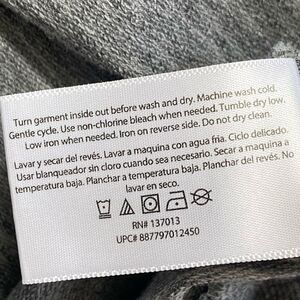 Turn garment inside out before wash and dry. Machine wash cold.
Gentle cycle. Use non-chlorine bleach when needed. Tumble dry low.
Low iron when needed. Iron on reverse side. Do not dry clean.
Lavar y secar del revés. Lavar a maquina con agua fria. Ciclo delicado.
Usar blanqueador sin cloro cuando sea necesario. Secar a maquina a
temperatura baja. Planchar a temperatura baja. Planchar al revés. No
lavar en seco.
RN# 137013
UPC# 887797012450